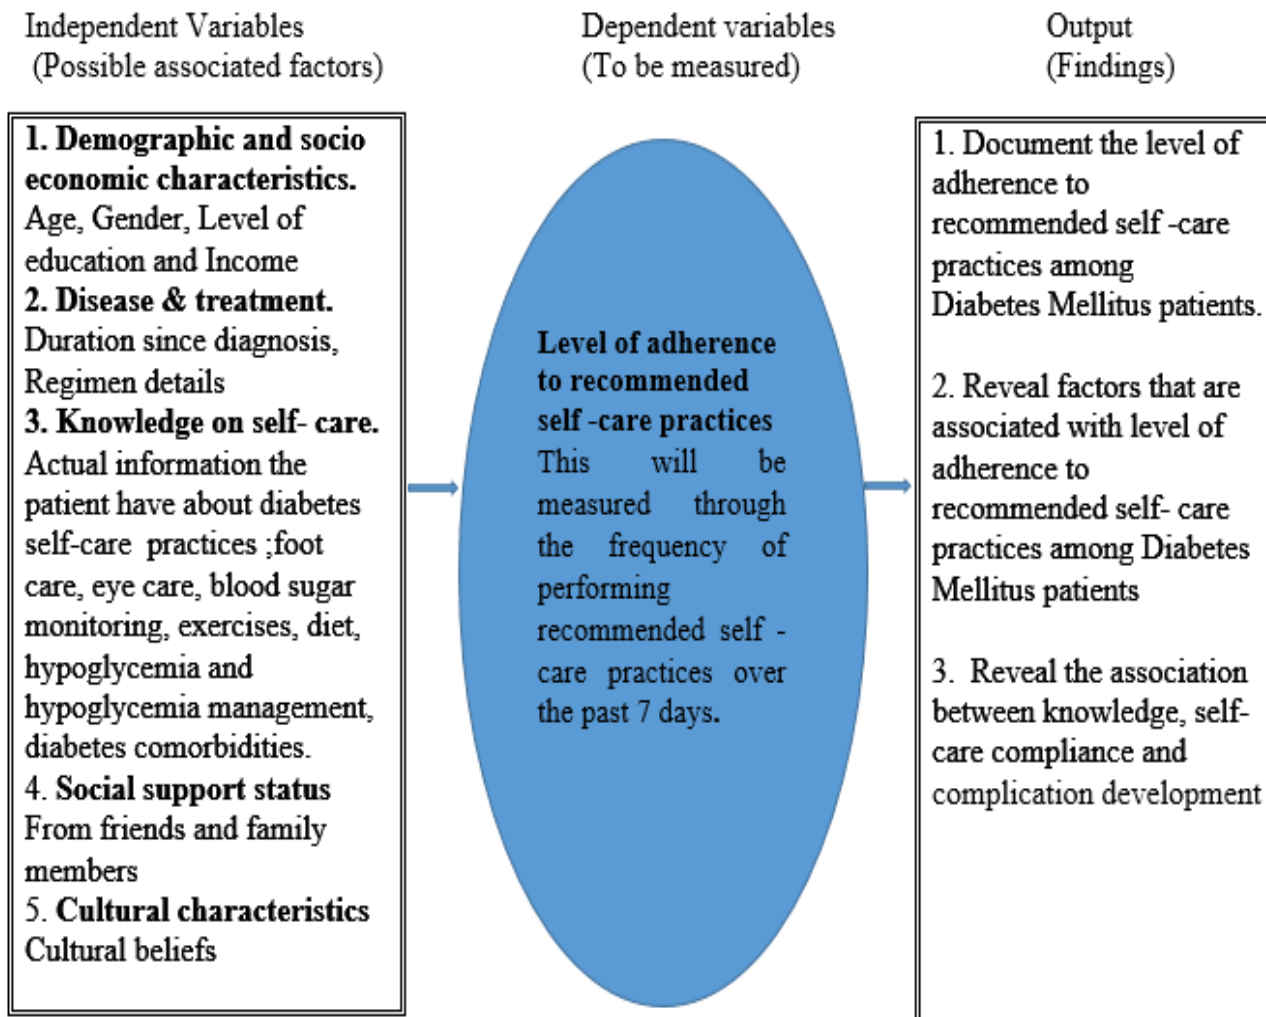 Independent Variables
(Possible associated factors)
Dependent variables
(To be measured)
Output
(Findings)
1. Demographic and socio
economic characteristics.
Age, Gender, Level of
education and Income
2. Disease & treatment.
Duration since diagnosis,
Regimen details
3. Knowledge on self- care.
Actual information the
patient have about diabetes
self-care practices ;foot
care, eye care, blood sugar
monitoring, exercises, diet,
hypoglycemia and
hypoglycemia management,
diabetes comorbidities.
4. Social support status
From friends and family
members
5. Cultural characteristics
Cultural beliefs
Level of adherence
to recommended
self -care practices
This will be
measured through
the frequency of
performing
recommended self -
care practices over
the past 7 days.
1. Document the level of
adherence to
recommended self -care
practices among
Diabetes Mellitus patients.
2. Reveal factors that are
associated with level of
adherence to
recommended self- care
practices among Diabetes
Mellitus patients
3. Reveal the association
between knowledge, self-
care compliance and
complication development